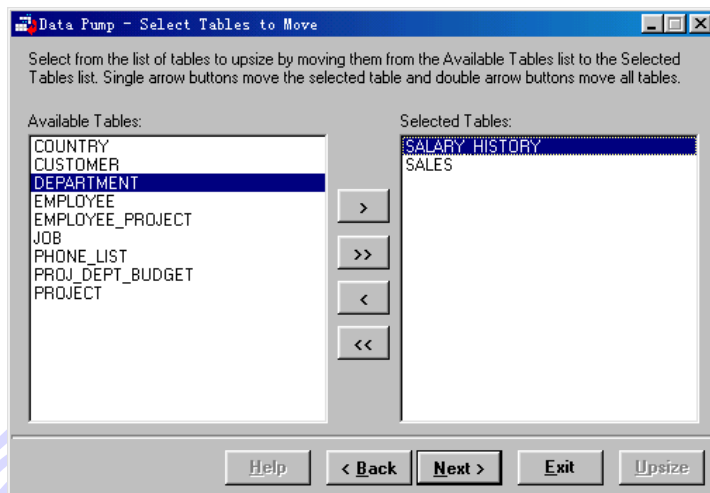 Data Pump - Select Tables to Move
Select from the list of tables to upsize by moving them from the Available Tables list to the Selected
Tables list. Single arrow buttons move the selected table and double arrow buttons move all tables.
Available Tables:
COUNTRY
CUSTOMER
DEPARTMENT
EMPLOYEE
EMPLOYEE_PROJECT
JOB
PHONE_LIST
PROJ_DEPT_BUDGET
PROJECT
>
>>
<
<<
Selected Tables:
SALARY_HISTORY
SALES
Help
< Back
Next >
Exit
Upsize